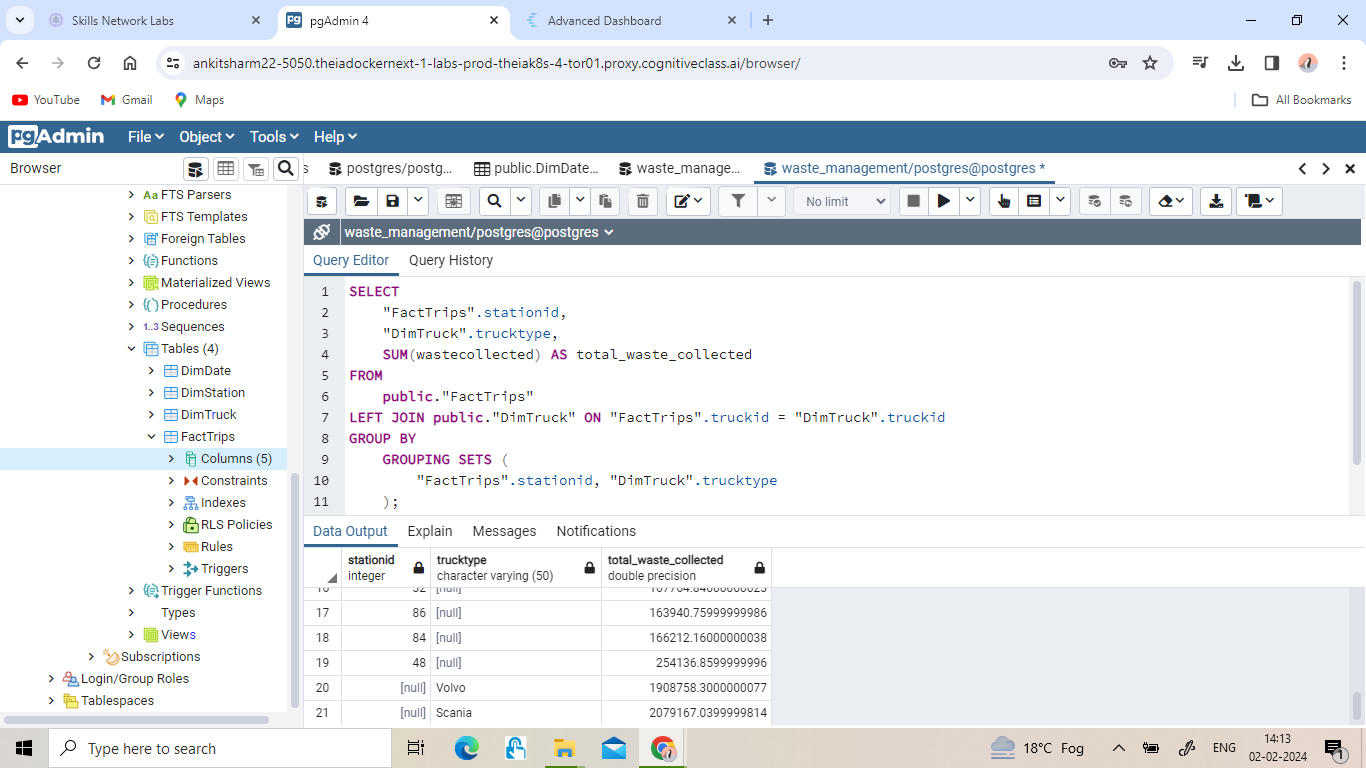 Skills Network Labs
pgAdmin 4
Advanced Dashboard
ankitsharm22-5050.theiadockernext-1-labs-prod-theiak8s-4-tor01.proxy.cognitiveclass.ai/browser/
YouTube
Gmail
Maps
All Bookmarks
pgAdmin
File
Object
Tools
Help
Browser
postgres/postg...
public.DimDate...
waste_manage...
waste_management/postgres@postgres *
No limit
waste_management/postgres@postgres
Query Editor
Query History
FTS Parsers
FTS Templates
Foreign Tables
Functions
Materialized Views
Procedures
1..3 Sequences
Tables (4)
DimDate
DimStation
DimTruck
FactTrips
Columns (5)
Constraints
Indexes
RLS Policies
Rules
Triggers
Trigger Functions
Types
Views
Subscriptions
Login/Group Roles
Tablespaces
1 SELECT
2 "FactTrips".stationid,
3 "DimTruck".trucktype,
4 SUM(wastecollected) AS total_waste_collected
5 FROM
6 public."FactTrips"
7 LEFT JOIN public."DimTruck" ON "FactTrips".truckid = "DimTruck".truckid
8 GROUP BY
9 GROUPING SETS (
10 "FactTrips".stationid, "DimTruck".trucktype
11 );
Data Output
Explain
Messages
Notifications
stationid integer
trucktype character varying (50)
total_waste_collected double precision
17 86 [null] 163940.75999999986
18 84 [null] 166212.16000000038
19 48 [null] 254136.8599999996
20 [null] Volvo 1908758.3000000077
21 [null] Scania 2079167.0399999814
Type here to search
18°C Fog
ENG
14:13
02-02-2024
1